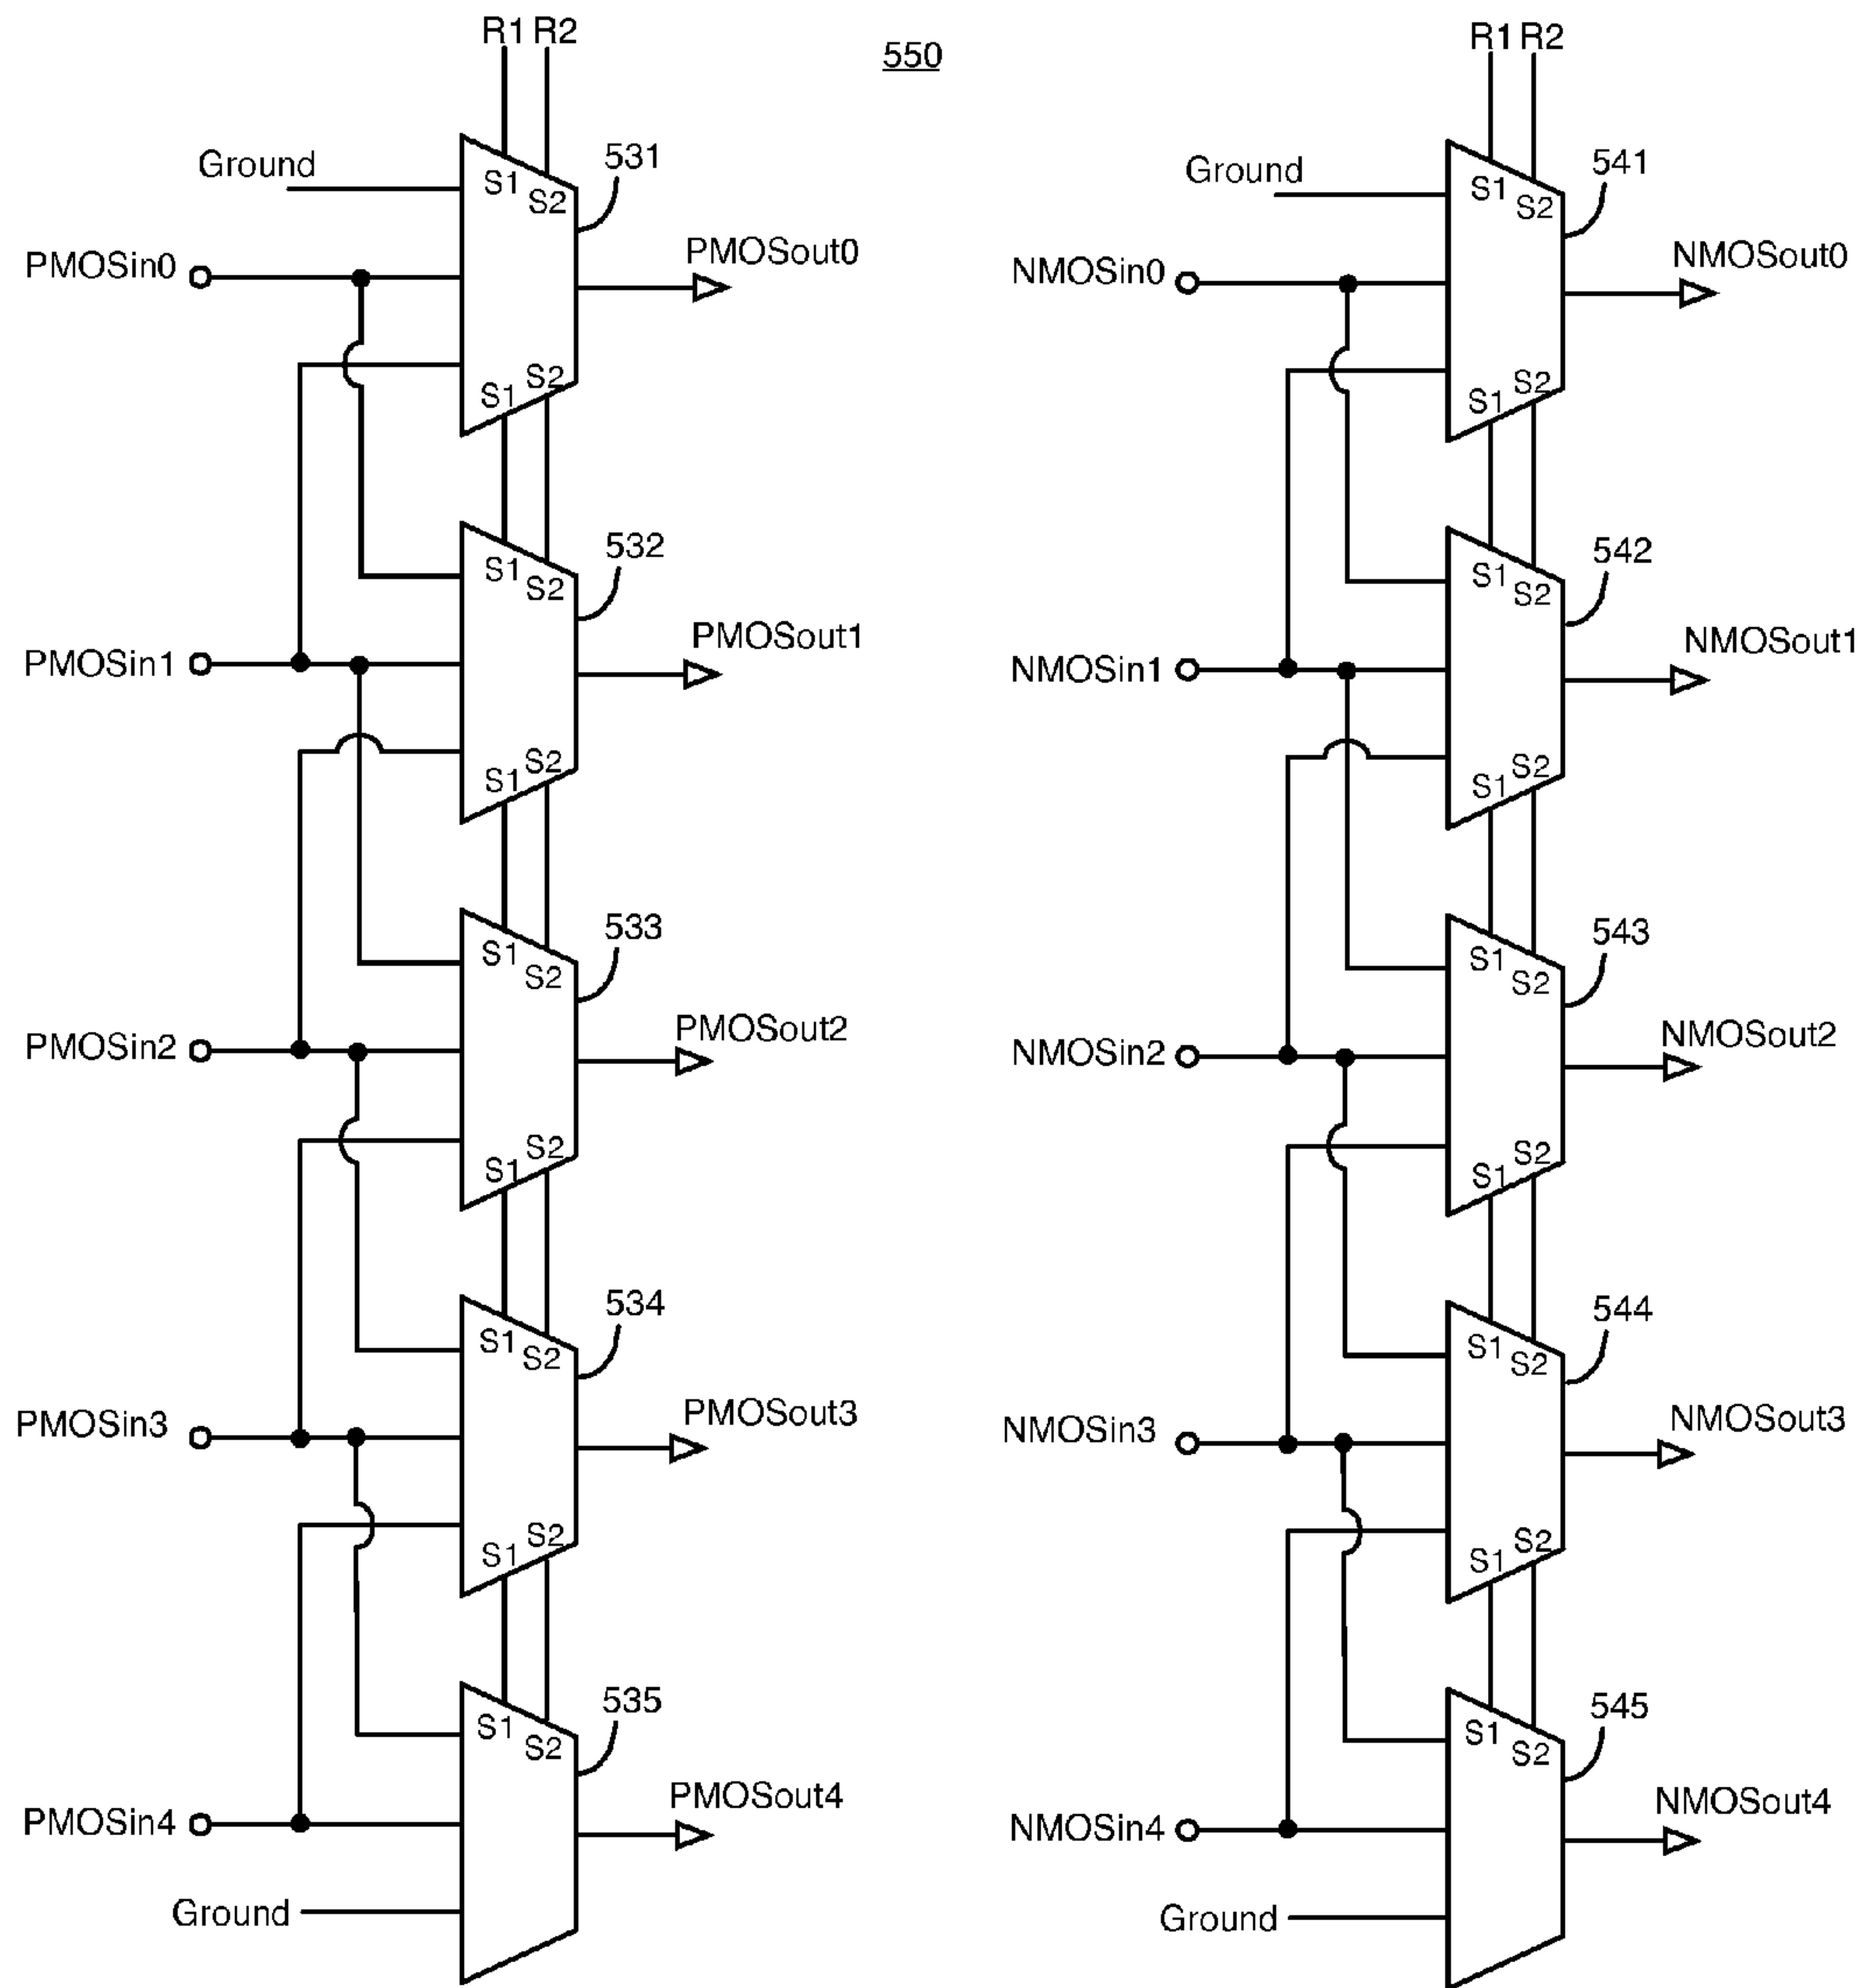 R1 R2
550
Ground
S1
S2
531
PMOSin0
PMOSout0
S1
S2
532
S1
S2
PMOSin1
PMOSout1
S1
S2
533
S1
S2
PMOSin2
PMOSout2
S1
S2
534
S1
S2
PMOSin3
PMOSout3
S1
S2
535
S1
S2
PMOSin4
PMOSout4
Ground
R1 R2
Ground
S1
S2
541
NMOSin0
NMOSout0
S1
S2
542
S1
S2
NMOSin1
NMOSout1
S1
S2
543
S1
S2
NMOSin2
NMOSout2
S1
S2
544
S1
S2
NMOSin3
NMOSout3
S1
S2
545
S1
S2
NMOSin4
NMOSout4
Ground